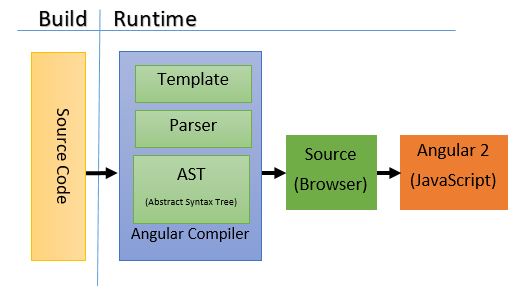 Build
Runtime
Source Code
Template
Parser
AST
(Abstract Syntax Tree)
Angular Compiler
Source
(Browser)
Angular 2
(JavaScript)